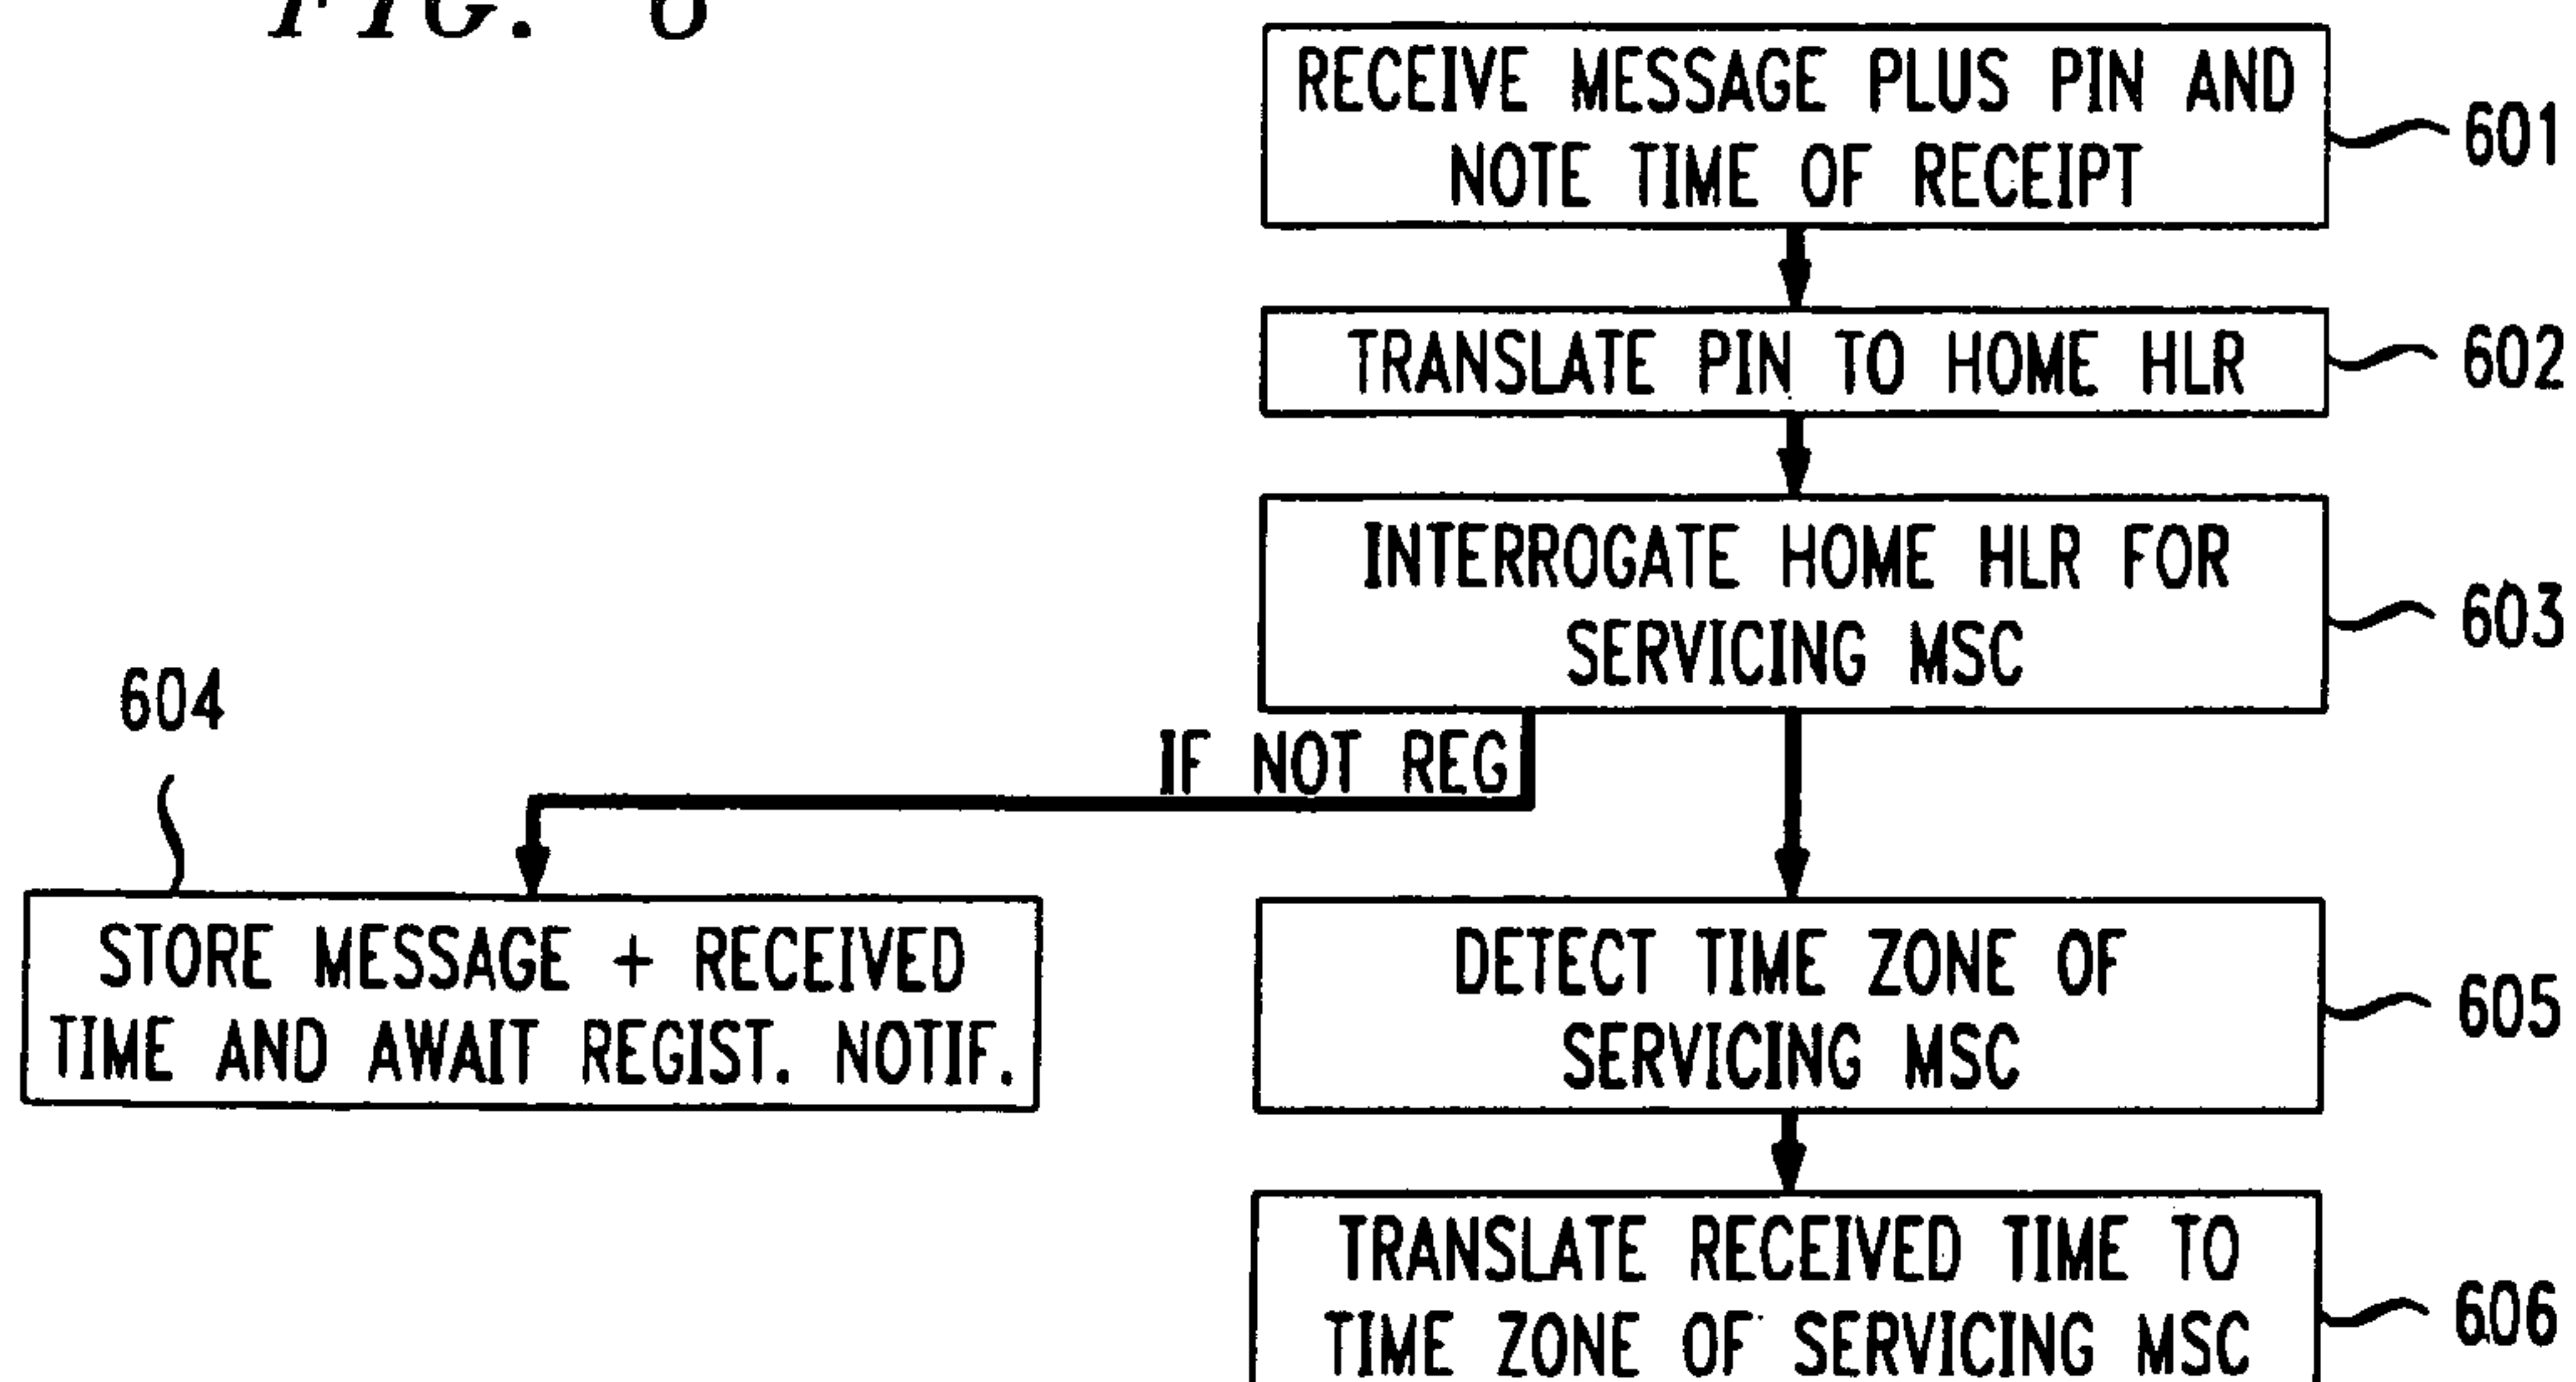 FIG. 6
RECEIVE MESSAGE PLUS PIN AND
NOTE TIME OF RECEIPT
601
TRANSLATE PIN TO HOME HLR
602
INTERROGATE HOME HLR FOR
SERVICING MSC
603
604
IF NOT REG
STORE MESSAGE + RECEIVED
TIME AND AWAIT REGIST. NOTIF.
DETECT TIME ZONE OF
SERVICING MSC
605
TRANSLATE RECEIVED TIME TO
TIME ZONE OF SERVICING MSC
606